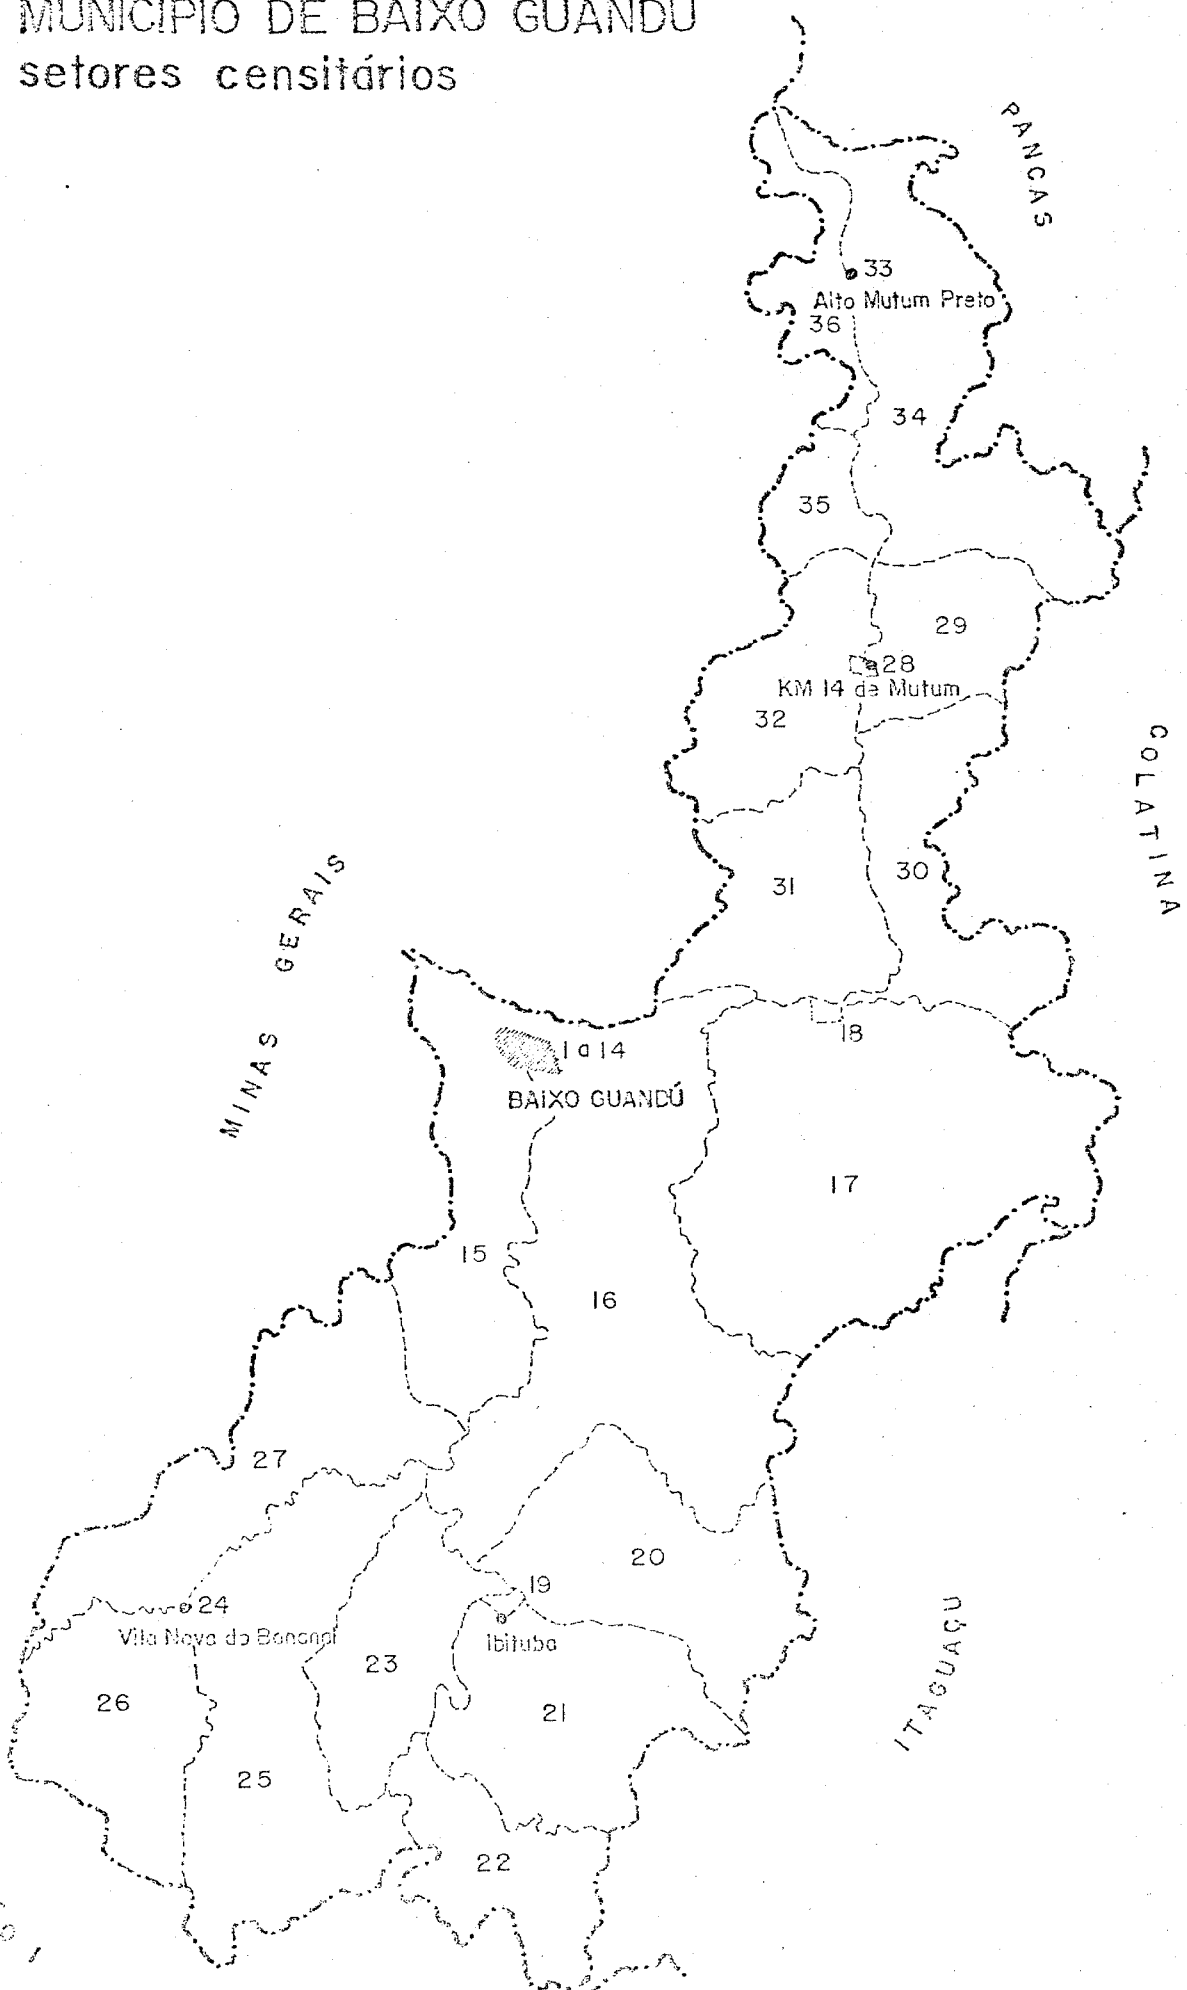 MUNICÍPIO DE BAIXO GUANDU
setores censitários
PANCAS
33
Alto Mutum Preto
36
34
35
29
28
KM 14 de Mutum
32
COLATINA
30
31
MINAS GERAIS
18
1 a 14
BAIXO GUANDÚ
17
15
16
27
20
19
24
Vila Nova do Bananal
Ibituba
23
26
21
ITAGUAÇU
25
22